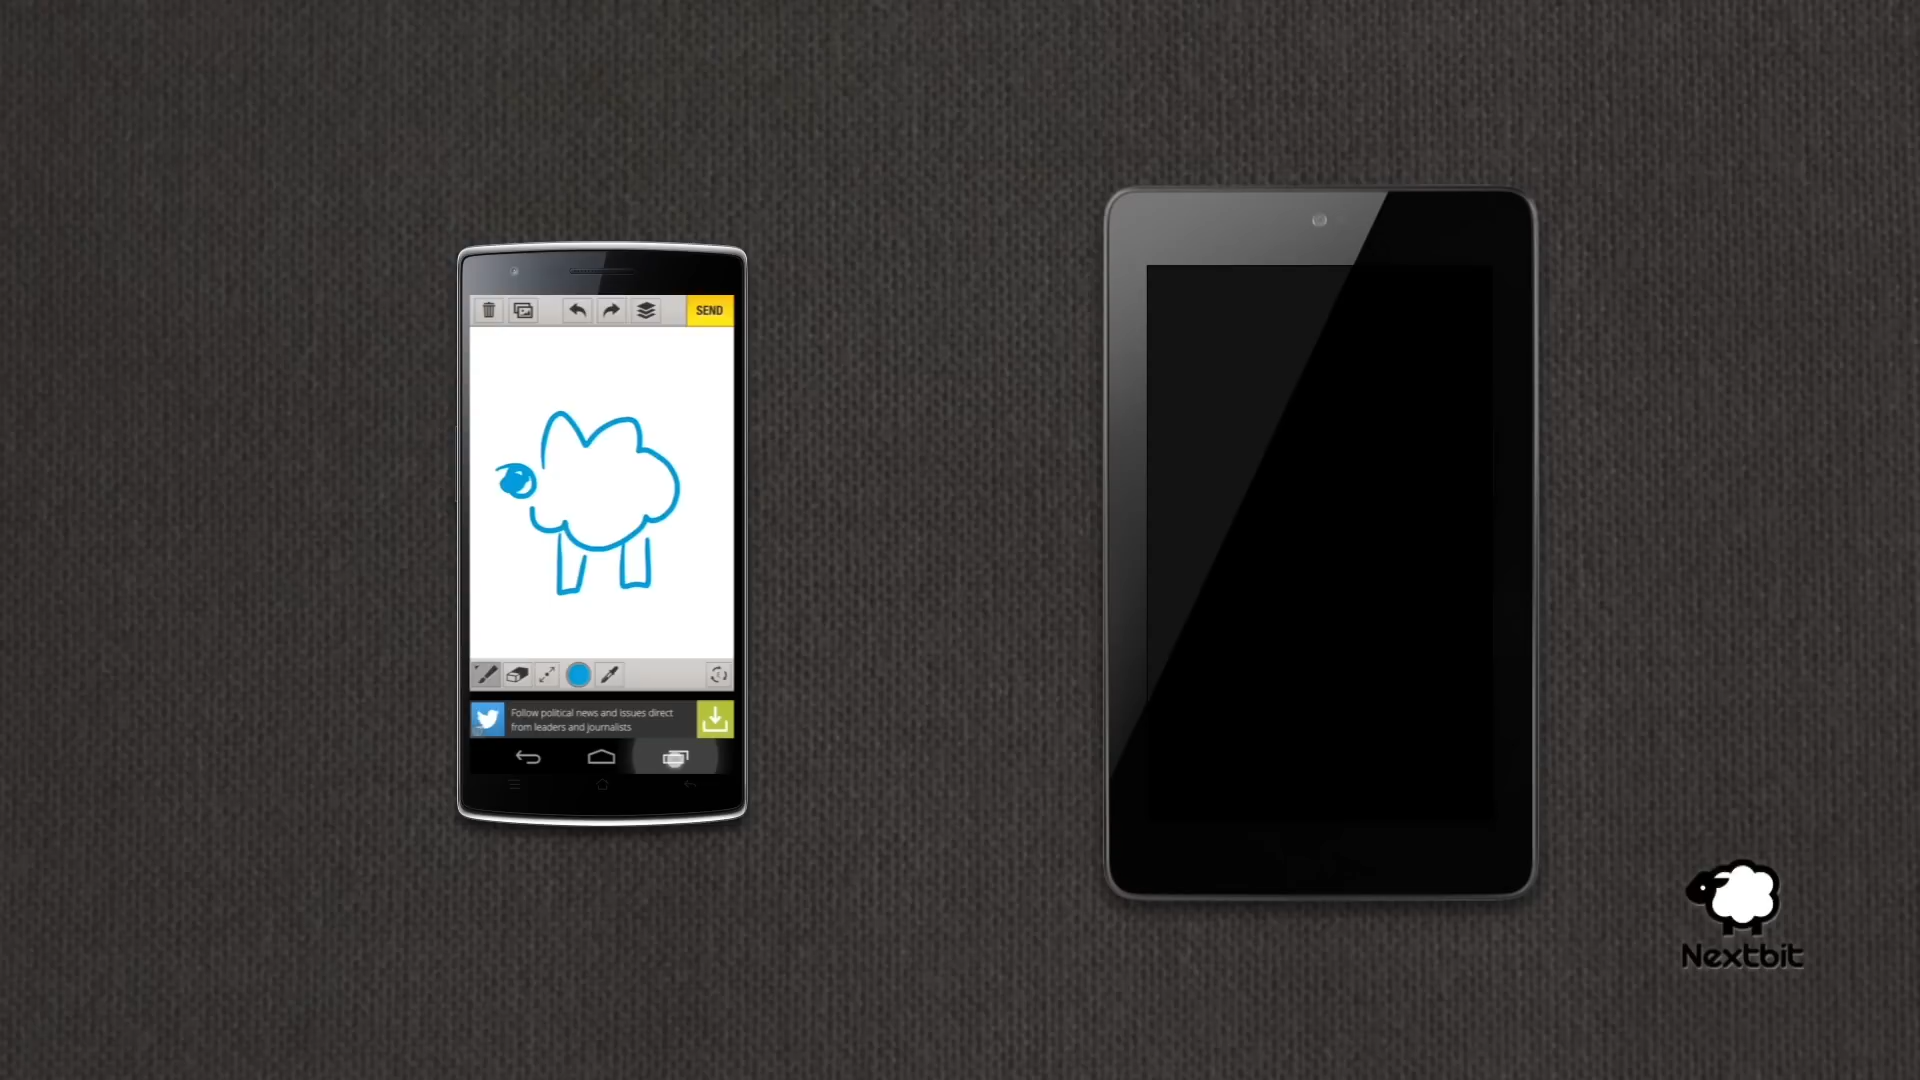 SEND
Follow political news and issues direct
from leaders and journalists
Nextbit